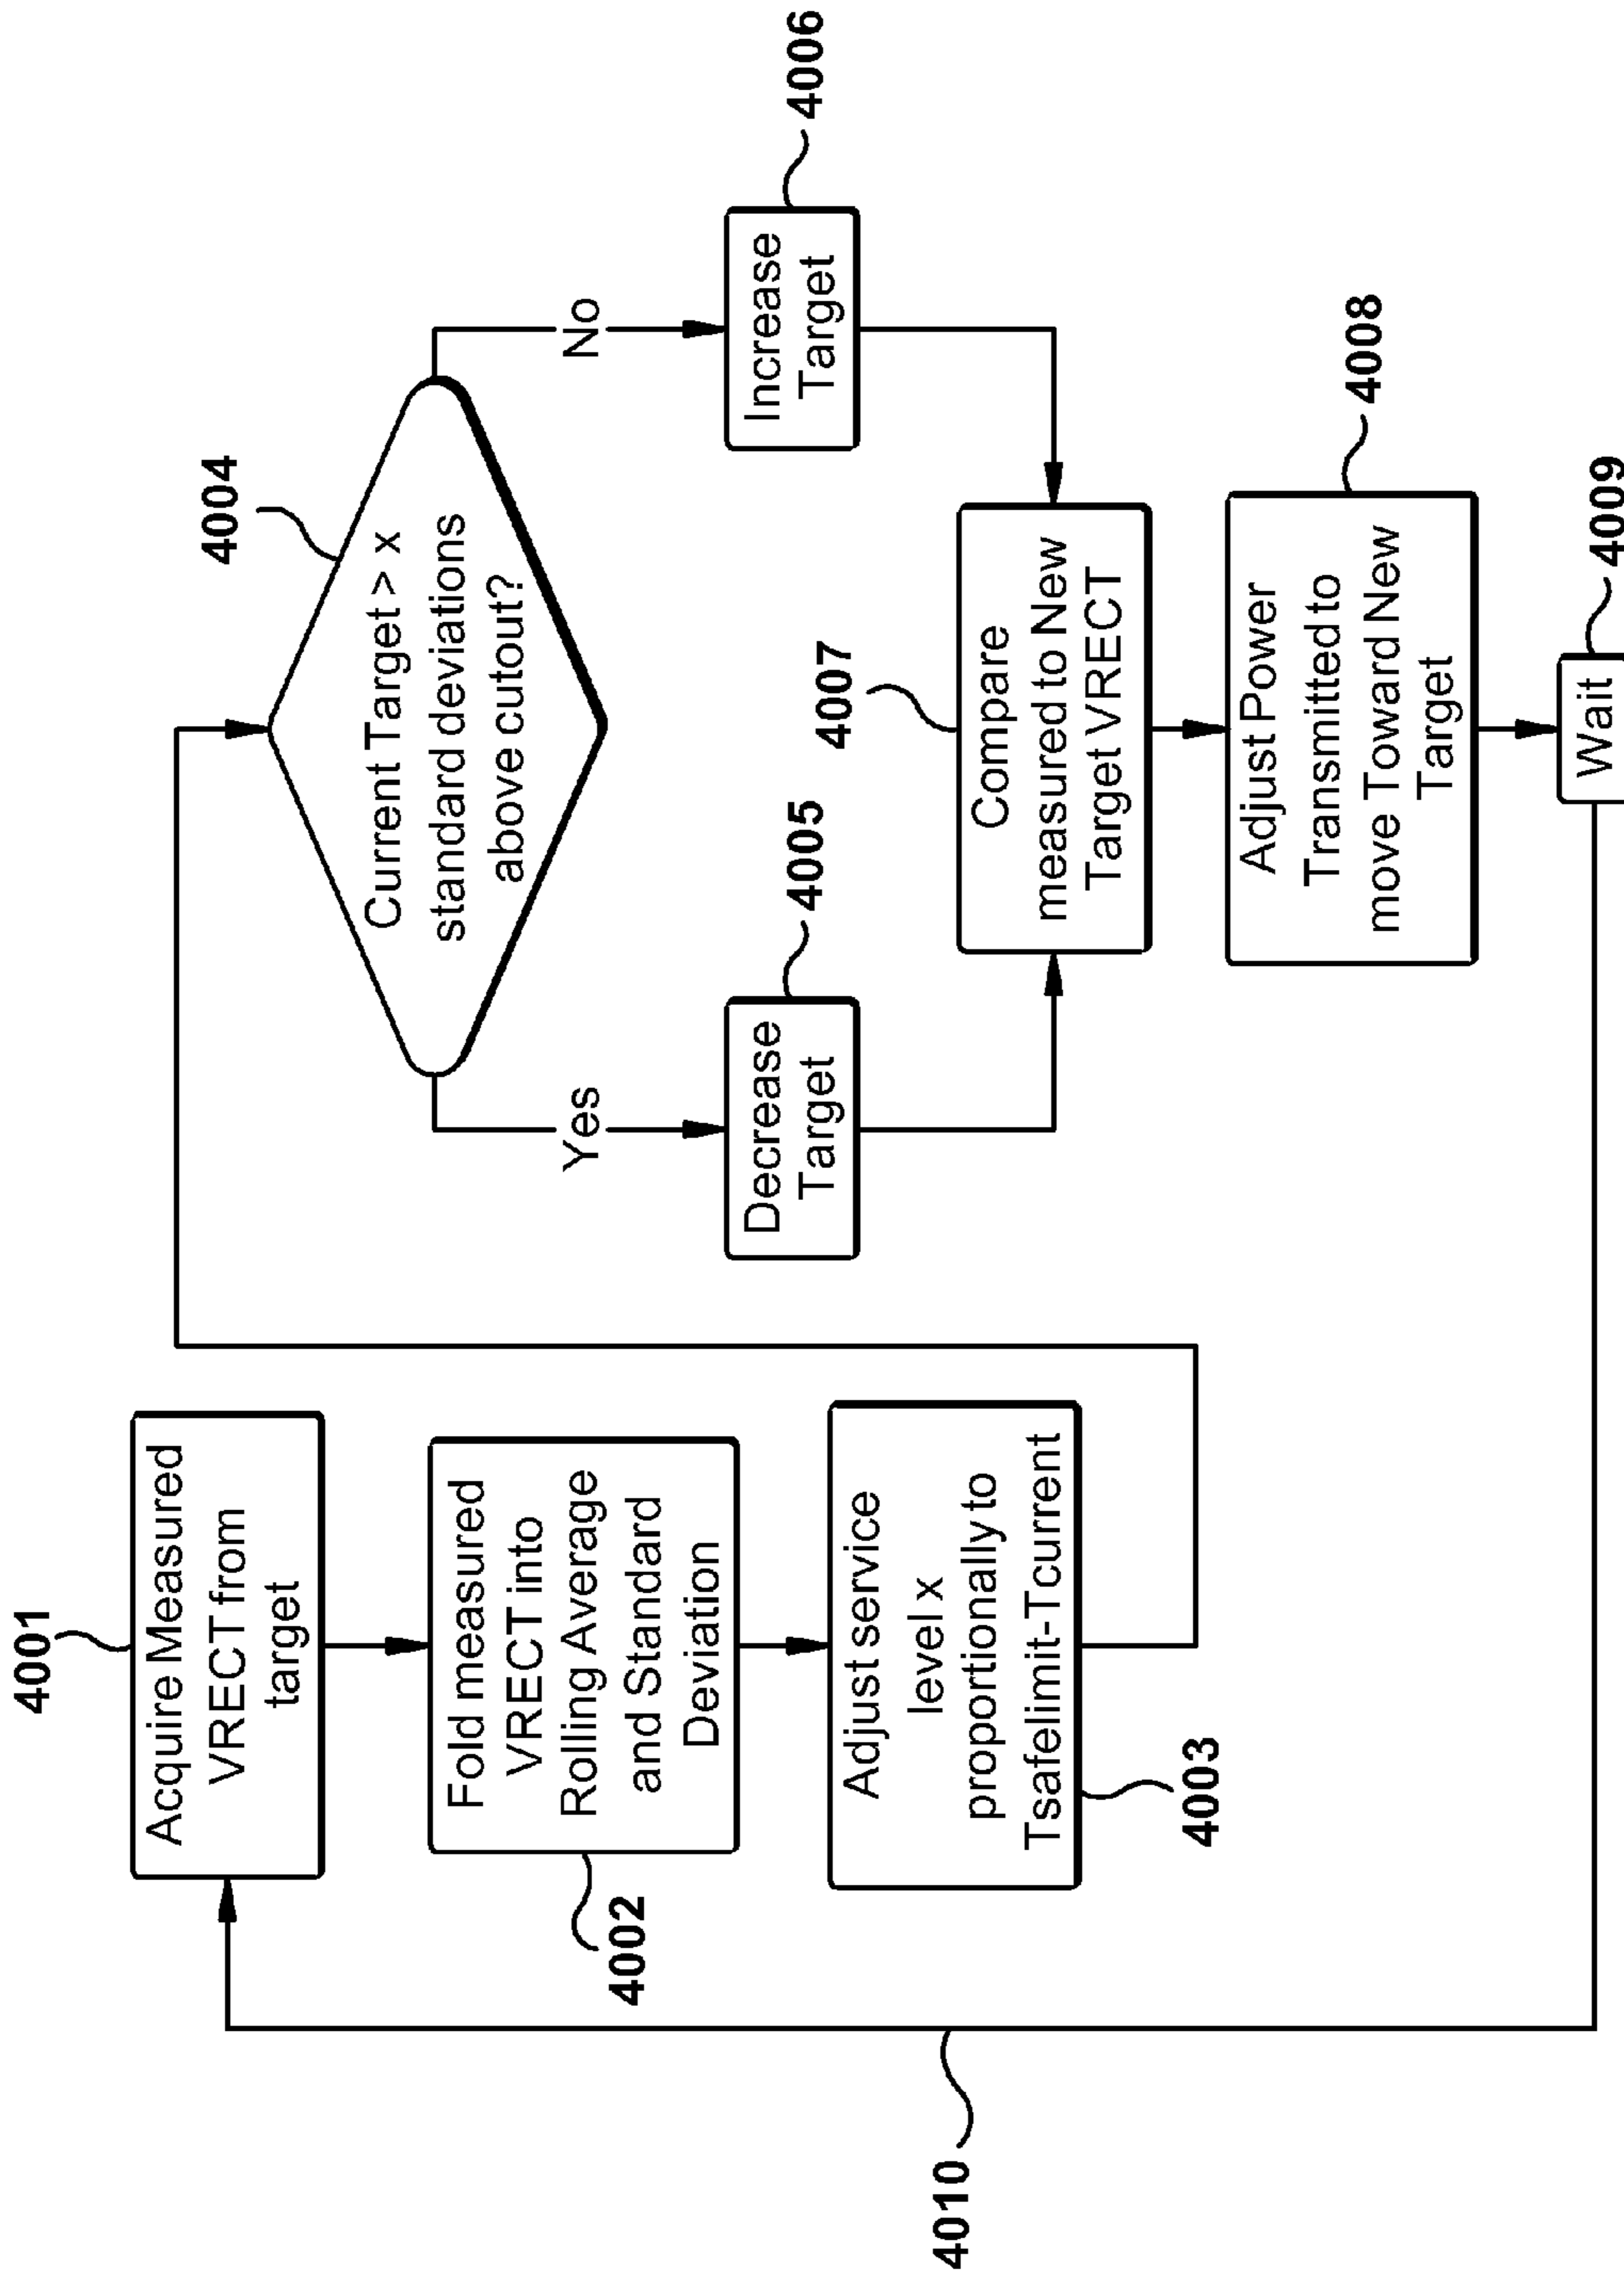 4001
Acquire Measured
VRECT from
target
Fold measured
VRECT into
Rolling Average
and Standard
Deviation
4002
Adjust service
level x
proportionally to
Tsafelimit-Tcurrent
4003
4004
Current Target > x
standard deviations
above cutout?
Yes
No
Decrease
Target
4005
Increase
Target
4006
4007
Compare
measured to New
Target VRECT
Adjust Power
Transmitted to
move Toward New
Target
4008
Wait
4009
4010